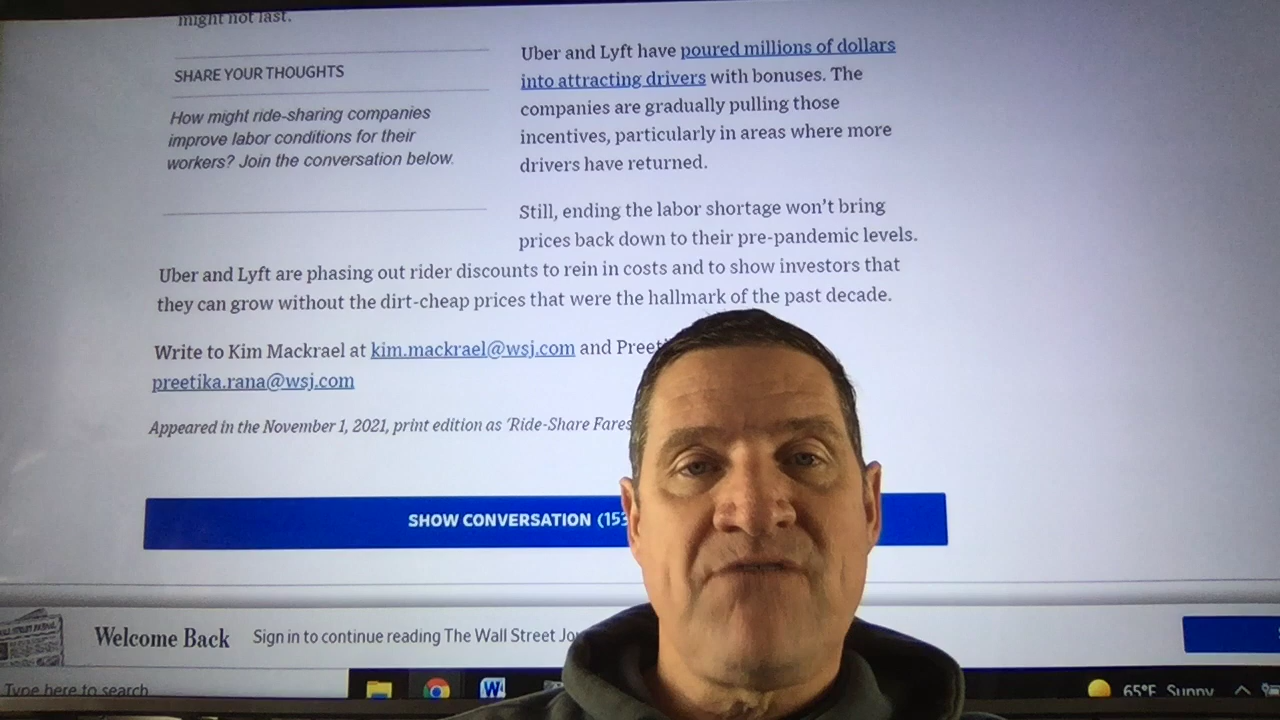 might not last.
SHARE YOUR THOUGHTS
How might ride-sharing companies
improve labor conditions for their
workers? Join the conversation below.
Uber and Lyft have poured millions of dollars
into attracting drivers with bonuses. The
companies are gradually pulling those
incentives, particularly in areas where more
drivers have returned.
Still, ending the labor shortage won’t bring
prices back down to their pre-pandemic levels.
Uber and Lyft are phasing out rider discounts to rein in costs and to show investors that
they can grow without the dirt-cheap prices that were the hallmark of the past decade.
Write to Kim Mackrael at kim.mackrael@wsj.com and
preetika.rana@wsj.com
Appeared in the November 1, 2021, print edition as ‘Ride-Share Fares
SHOW CONVERSATION
Welcome Back
Sign in to continue reading The Wall Street
Type here to search
65°F Sunny